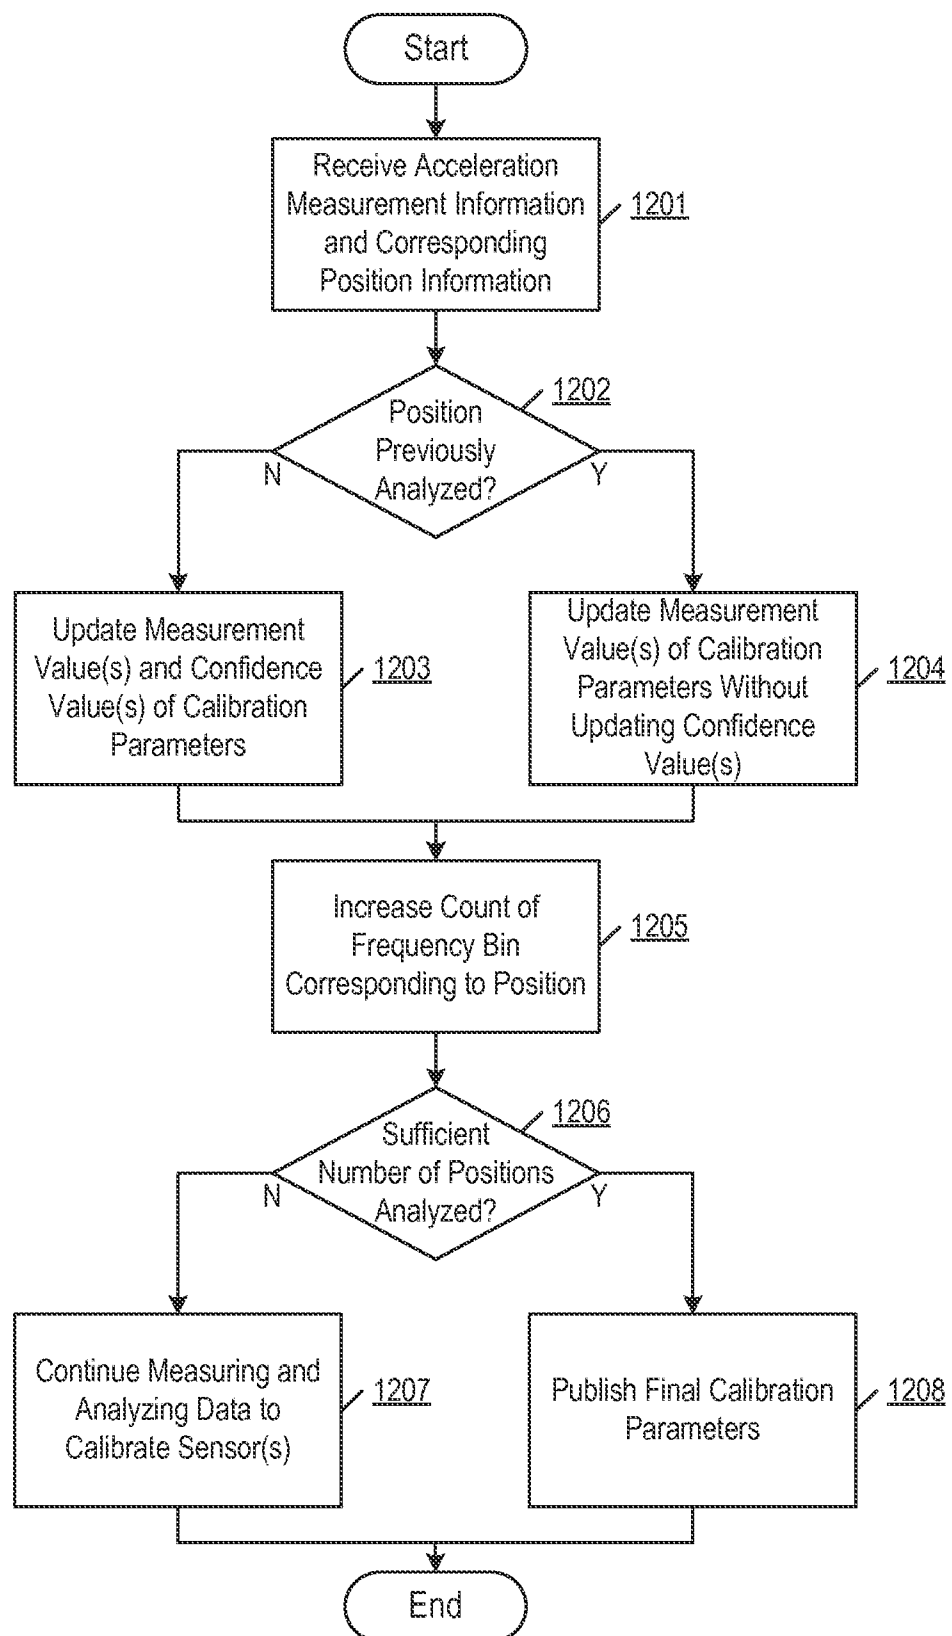 Start
Receive Acceleration
Measurement Information
and Corresponding
Position Information
1201
1202
Position
Previously
Analyzed?
N
Y
Update Measurement
Value(s) and Confidence
Value(s) of Calibration
Parameters
1203
Update Measurement
Value(s) of Calibration
Parameters Without
Updating Confidence
Value(s)
1204
Increase Count of
Frequency Bin
Corresponding to Position
1205
1206
Sufficient
Number of Positions
Analyzed?
N
Y
Continue Measuring and
Analyzing Data to
Calibrate Sensor(s)
1207
Publish Final Calibration
Parameters
1208
End